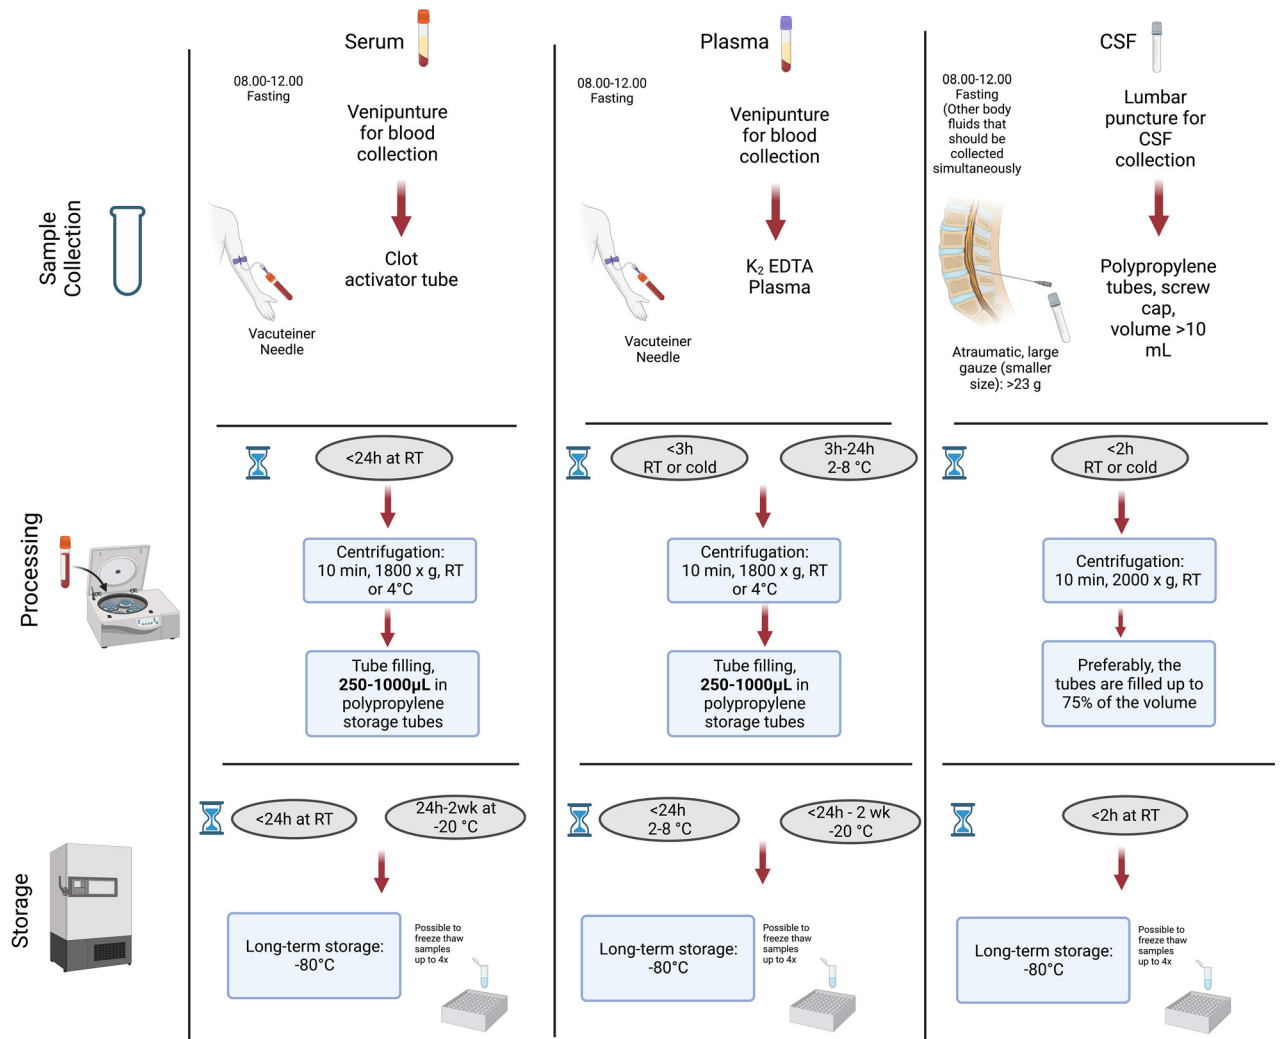 Serum
08.00-12.00
Fasting
Venipunture
for blood
collection
Clot
activator tube
Vacuteiner
Needle
Plasma
08.00-12.00
Fasting
Venipunture
for blood
collection
K₂ EDTA
Plasma
Vacuteiner
Needle
CSF
08.00-12.00
Fasting
(Other body
fluids that
should be
collected
simultaneously
Lumbar
puncture for
CSF
collection
Polypropylene
tubes, screw
cap,
volume >10
mL
Atraumatic, large
gauze (smaller
size): >23 g
Sample
Collection
Processing
<24h at RT
Centrifugation:
10 min, 1800 x g, RT
or 4°C
Tube filling,
250-1000µL in
polypropylene
storage tubes
<3h
RT or cold
3h-24h
2-8 °C
Centrifugation:
10 min, 1800 x g, RT
or 4°C
Tube filling,
250-1000µL in
polypropylene
storage tubes
<2h
RT or cold
Centrifugation:
10 min, 2000 x g, RT
Preferably, the
tubes are filled up to
75% of the volume
Storage
<24h at RT
24h-2wk at
-20 °C
Long-term storage:
-80°C
Possible to
freeze thaw
samples
up to 4x
<24h
2-8 °C
<24h - 2 wk
-20 °C
Long-term storage:
-80°C
Possible to
freeze thaw
samples
up to 4x
<2h at RT
Long-term storage:
-80°C
Possible to
freeze thaw
samples
up to 4x